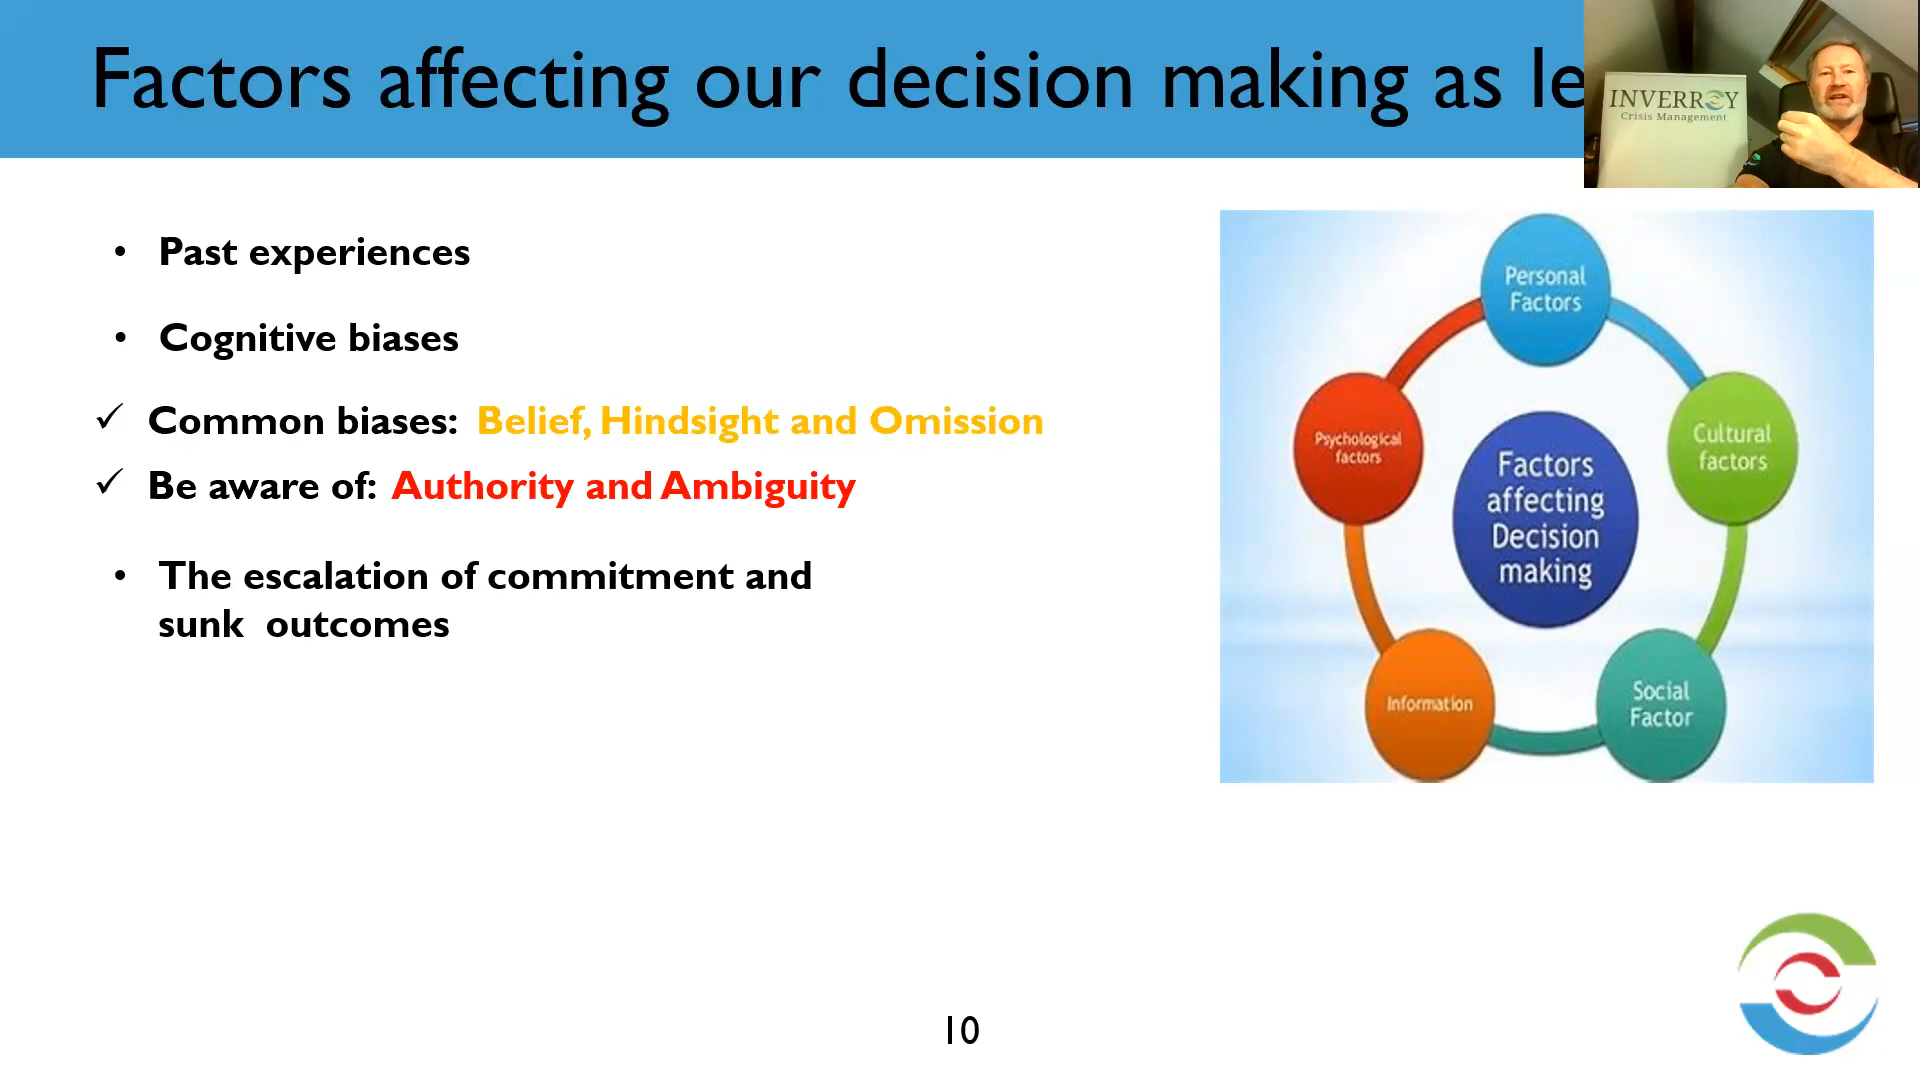 Factors affecting our decision making as le
INVERROY
Crisis Management
• Past experiences
• Cognitive biases
✓ Common biases: Belief, Hindsight and Omission
✓ Be aware of: Authority and Ambiguity
• The escalation of commitment and
sunk outcomes
Personal
Factors
Psychological
factors
Cultural
factors
Factors
affecting
Decision
making
Information
Social
Factor
10